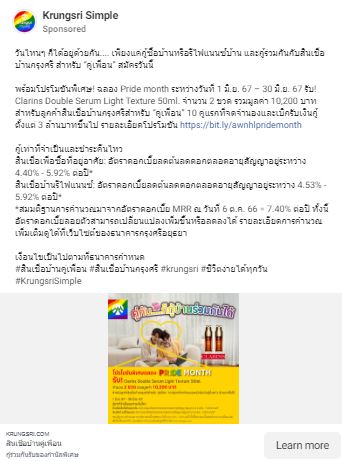 Krungsri Simple
Sponsored
วันไหนๆ ก็ได้อยู่ด้วยกัน.... เพียงแค่กู้ซื้อบ้านหรือรีไฟแนนซ์บ้าน และกู้รวมกันกับสินเชื่อ
บ้านกรุงศรี สำหรับ “คู่เพื่อน” สมัครวันนี้
พร้อมโปรโมชันพิเศษ! ฉลอง Pride month ระหว่างวันที่ 1 มิ.ย. 67 – 30 มิ.ย. 67 รับ!
Clarins Double Serum Light Texture 50ml. จำนวน 2 ขวด รวมมูลค่า 10,200 บาท
สำหรับลูกค้าสินเชื่อบ้านกรุงศรี สำหรับ“คู่เพื่อน” 10 คู่แรกที่จดจำนองและเบิกรับเงินกู้
ตั้งแต่ 3 ล้านบาทขึ้นไป รายละเอียดโปรโมชัน https://bit.ly/awnhlpridemonth
กู้เท่าที่จำเป็นและชำระคืนไหว
สินเชื่อเพื่อซื้อที่อยู่อาศัย: อัตราดอกเบี้ยลดต้นลดดอกตลอดอายุสัญญาอยู่ระหว่าง
4.40% - 5.92% ต่อปี*
สินเชื่อบ้านรีไฟแนนซ์: อัตราดอกเบี้ยลดต้นลดดอกตลอดอายุสัญญาอยู่ระหว่าง 4.53% -
5.92% ต่อปี*
*สมมติฐานการคำนวณมาจากอัตราดอกเบี้ย MRR ณ วันที่ 6 ต.ค. 66 = 7.40% ต่อปี ทั้งนี้
อัตราดอกเบี้ยลอยตัวสามารถเปลี่ยนแปลงเพิ่มขึ้นหรือลดลงได้ รายละเอียดการคำนวณ
เพิ่มเติมดูได้ที่เว็บไซต์ของธนาคารกรุงศรีอยุธยา
เงื่อนไขเป็นไปตามที่ธนาคารกำหนด
#สินเชื่อบ้านคู่เพื่อน #สินเชื่อบ้านกรุงศรี #krungsri #ชีวิตง่ายได้ทุกวัน
#KrungsriSimple
PRIDE MONTH
รับ! Clarins Double Serum Light Texture 50ml.
CLARINS
KRUNGSRI.COM
สินเชื่อบ้านคู่เพื่อน
กู้ร่วมกันรับของกำนัลพิเศษ
Learn more